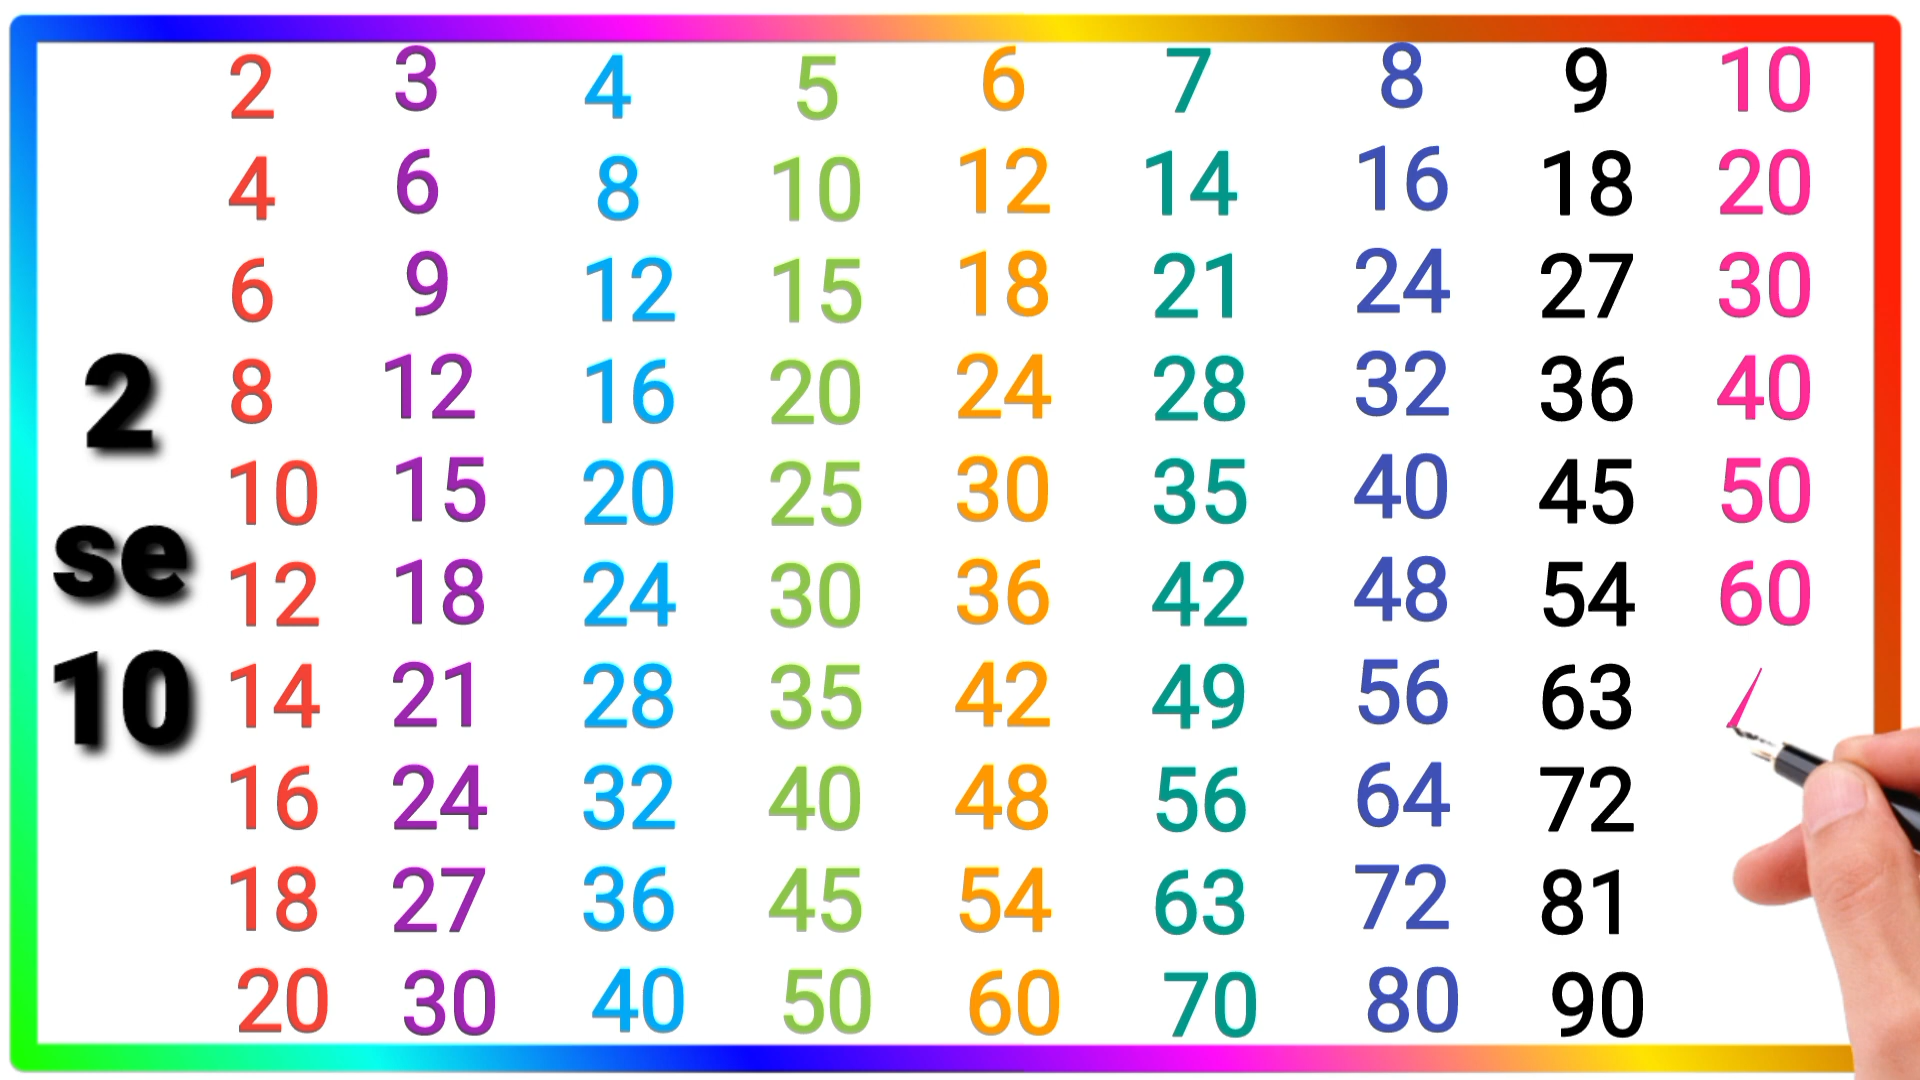 2 3 4 5 6 7 8 9 10
4 6 8 10 12 14 16 18 20
6 9 12 15 18 21 24 27 30
8 12 16 20 24 28 32 36 40
10 15 20 25 30 35 40 45 50
12 18 24 30 36 42 48 54 60
14 21 28 35 42 49 56 63
16 24 32 40 48 56 64 72
18 27 36 45 54 63 72 81
20 30 40 50 60 70 80 90
2
se
10